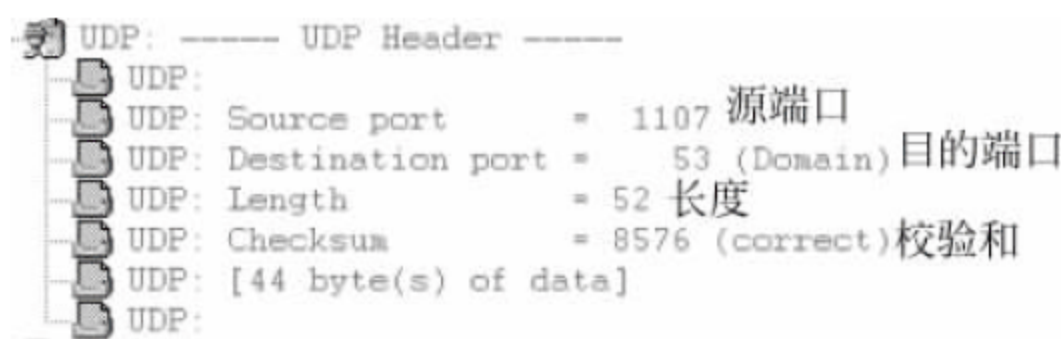 UDP: ----- UDP Header -----
UDP:
UDP: Source port = 1107 源端口
UDP: Destination port = 53 (Domain) 目的端口
UDP: Length = 52 长度
UDP: Checksum = 8576 (correct) 校验和
UDP: [44 byte(s) of data]
UDP: